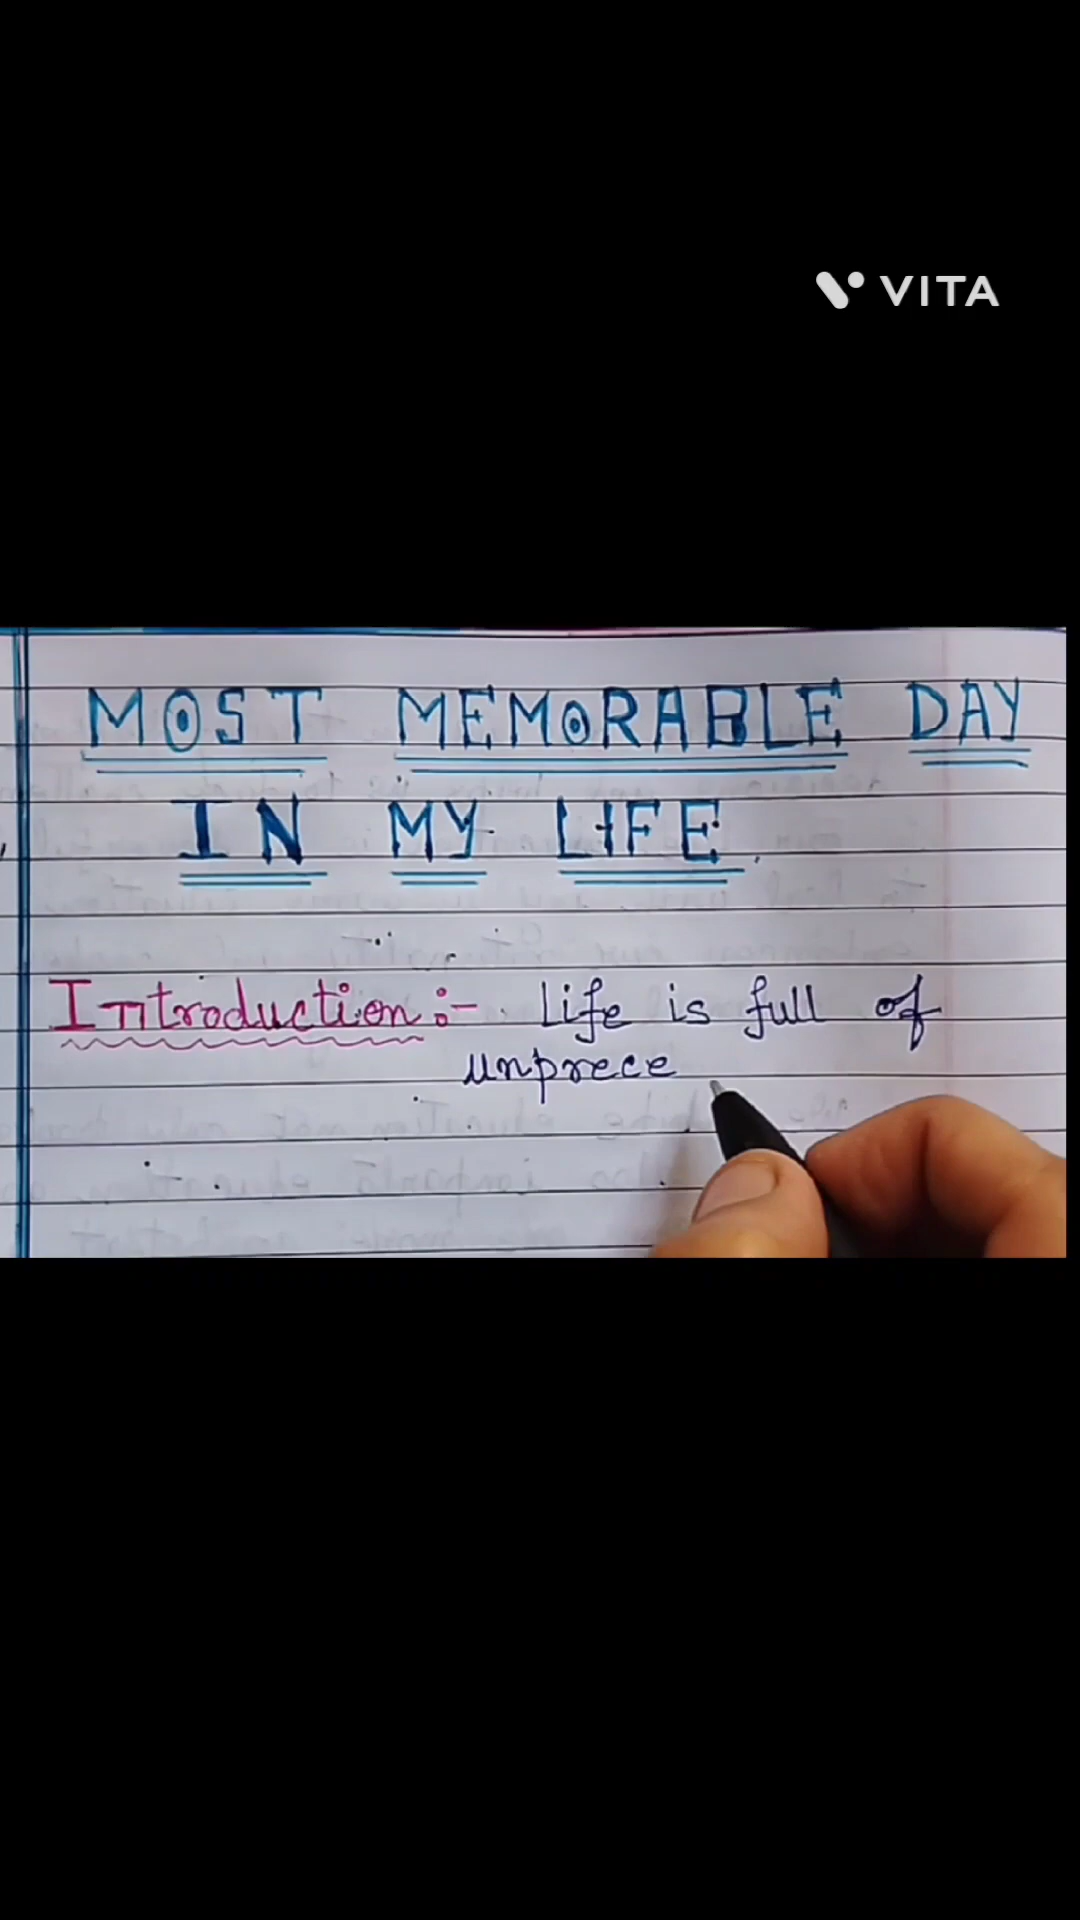 VITA
MOST MEMORABLE DAY
IN MY LIFE
Introduction :- Life is full of
unprece